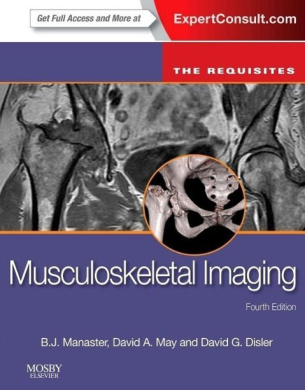 Get Full Access and More at
ExpertConsult.com
THE REQUISITES
Musculoskeletal Imaging
Fourth Edition
B.J. Manaster, David A. May and David G. Disler
MOSBY
ELSEVIER